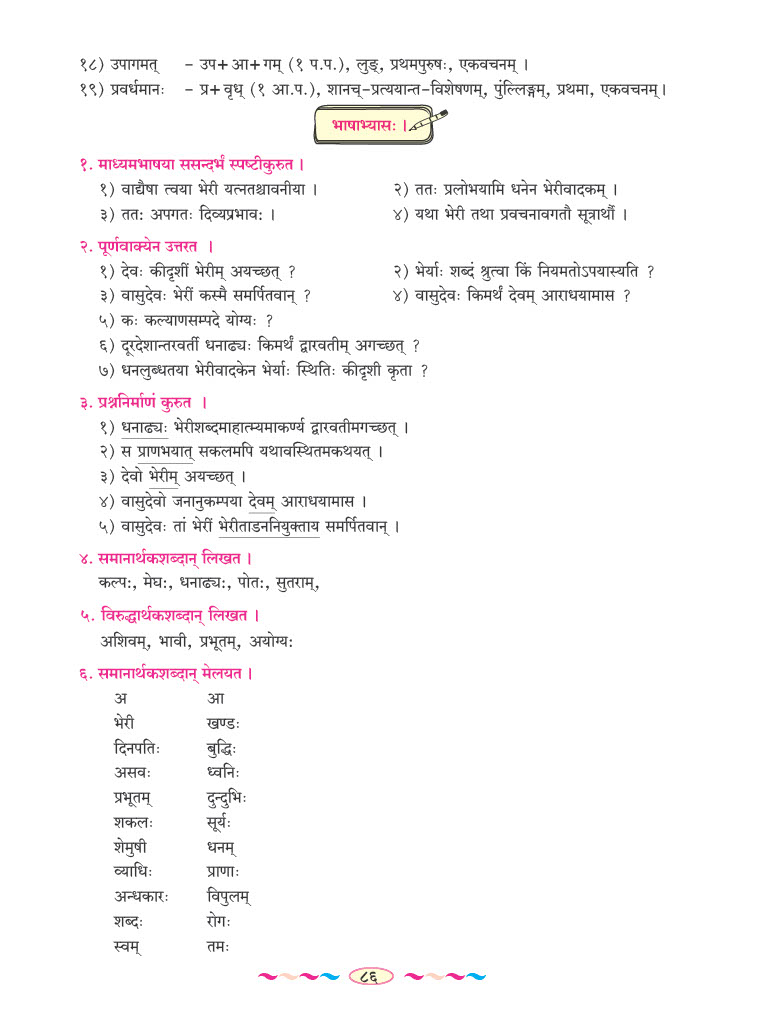 १८) उपागमत् - उप+ आ+ गम् (१ प.प.), लुङ्, प्रथमपुरुषः, एकवचनम् ।
१९) प्रवर्धमानः - प्र+ वृध् (१ आ.प.), शानच्-प्रत्ययान्त-विशेषणम्, पुंल्लिङ्गम्, प्रथमा, एकवचनम्।
भाषाभ्यासः ।
१. माध्यमभाषया ससन्दर्भं स्पष्टीकुरुत ।
१) वाद्यैषा त्वया भेरी यत्नतश्चावनीया । २) ततः प्रलोभयामि धनेन भेरीवादकम् ।
३) ततः अपगतः दिव्यप्रभावः । ४) यथा भेरी तथा प्रवचनावगतौ सूत्रार्थौ ।
२. पूर्णवाक्येन उत्तरत ।
१) देवः कीदृशीं भेरीम् अयच्छत् ? २) भेर्याः शब्दं श्रुत्वा किं नियमतोऽपयास्यति ?
३) वासुदेवः भेरीं कस्मै समर्पितवान् ? ४) वासुदेवः किमर्थं देवम् आराधयामास ?
५) कः कल्याणसम्पदे योग्यः ?
६) दूरदेशान्तरवर्ती धनाढ्यः किमर्थं द्वारवतीम् अगच्छत् ?
७) धनलुब्धतया भेरीवादकेन भेर्याः स्थितिः कीदृशी कृता ?
३. प्रश्ननिर्माणं कुरुत ।
१) धनाढ्यः भेरीशब्दमाहात्म्यमाकर्ण्य द्वारवतीमगच्छत् ।
२) स प्राणभयात् सकलमपि यथावस्थितमकथयत् ।
३) देवो भेरीम् अयच्छत् ।
४) वासुदेवो जनानुकम्पया देवम् आराधयामास ।
५) वासुदेवः तां भेरीं भेरीताडननियुक्ताय समर्पितवान् ।
४. समानार्थकशब्दान् लिखत ।
कल्पः, मेघः, धनाढ्यः, पोतः, सुतराम्,
५. विरुद्धार्थकशब्दान् लिखत ।
अशिवम्, भावी, प्रभूतम्, अयोग्यः
६. समानार्थकशब्दान् मेलयत ।
अ आ
भेरी खण्डः
दिनपतिः बुद्धिः
असवः ध्वनिः
प्रभूतम् दुन्दुभिः
शकलः सूर्यः
शेमुषी धनम्
व्याधिः प्राणाः
अन्धकारः विपुलम्
शब्दः रोगः
स्वम् तमः
८६